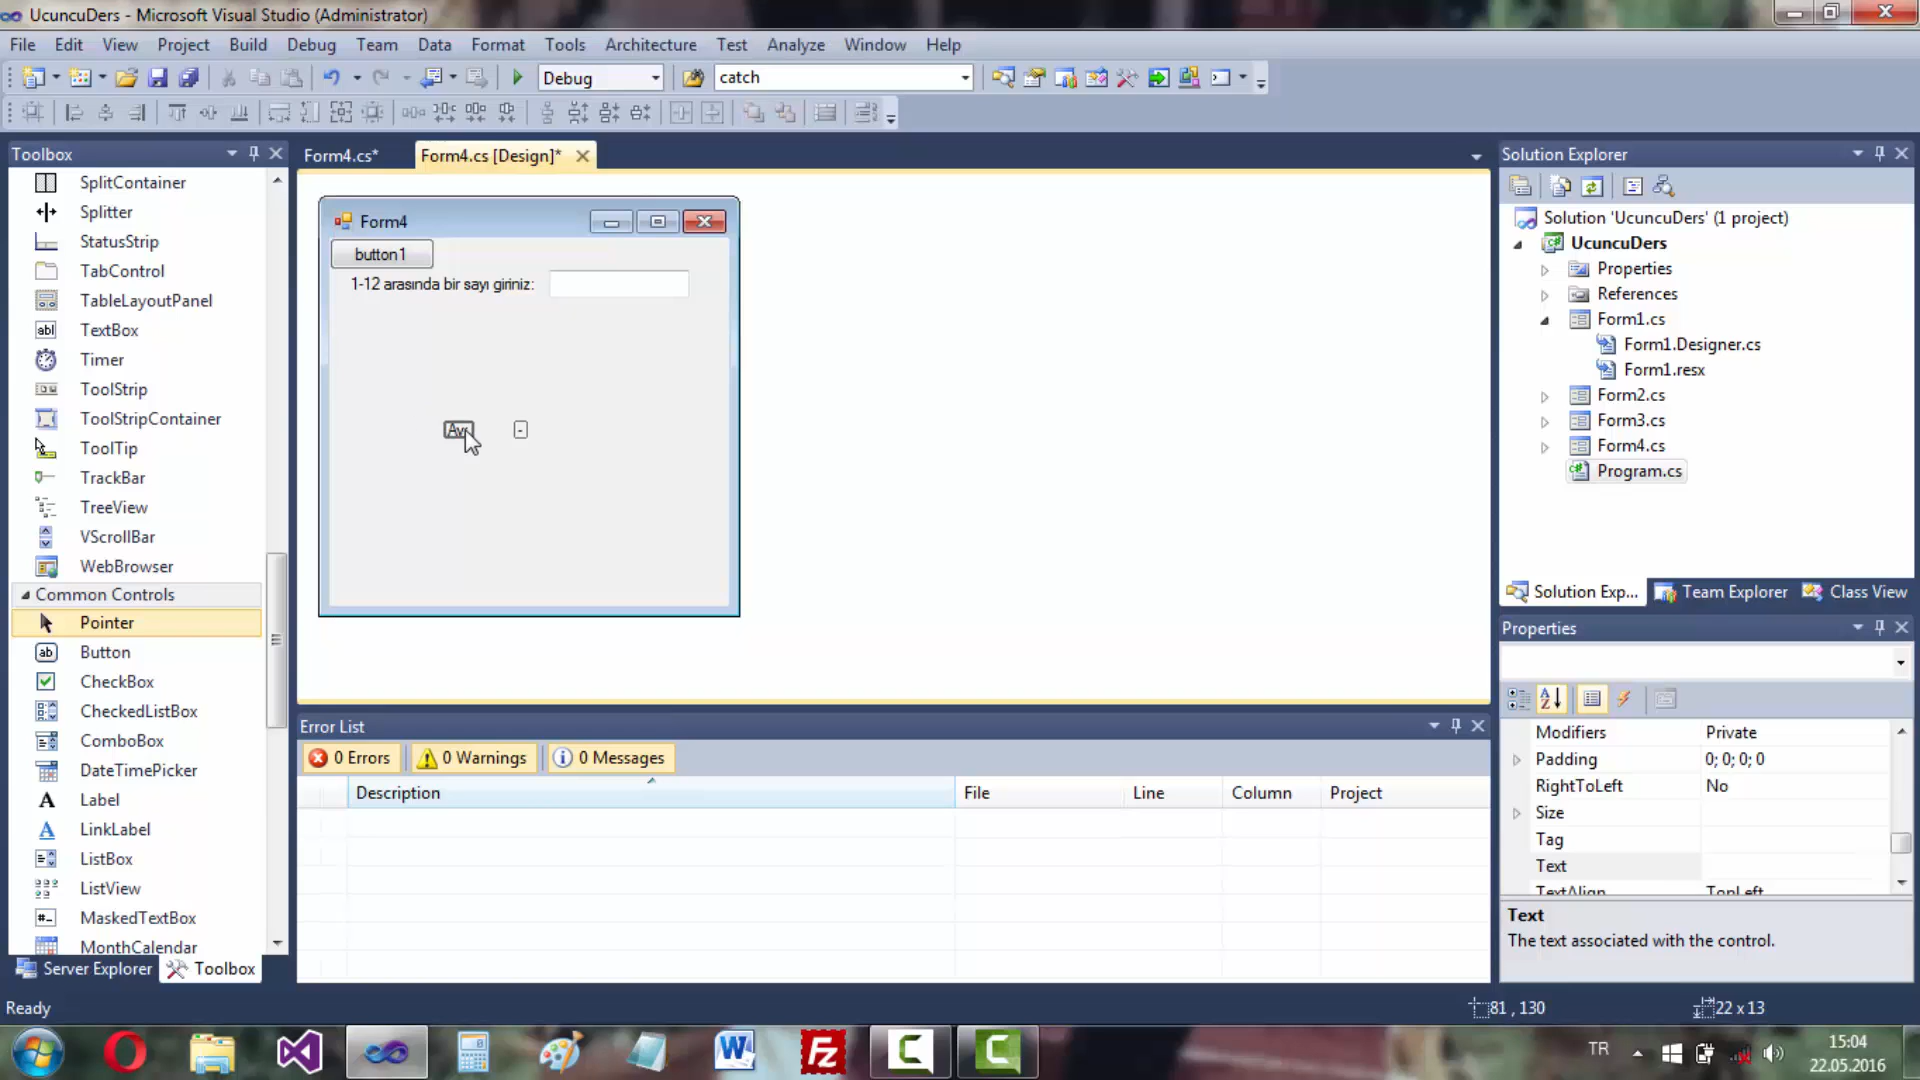 UcuncuDers - Microsoft Visual Studio (Administrator)
File Edit View Project Build Debug Team Data Format Tools Architecture Test Analyze Window Help
Debug catch
Toolbox
SplitContainer
Splitter
StatusStrip
TabControl
TableLayoutPanel
TextBox
Timer
ToolStrip
ToolStripContainer
ToolTip
TrackBar
TreeView
VScrollBar
WebBrowser
Common Controls
Pointer
Button
CheckBox
CheckedListBox
ComboBox
DateTimePicker
Label
LinkLabel
ListBox
ListView
MaskedTextBox
MonthCalendar
Server Explorer Toolbox
Form4.cs* Form4.cs [Design]*
Form4
button1
1-12 arasında bir sayı giriniz:
-
Error List
0 Errors 0 Warnings 0 Messages
Description File Line Column Project
Solution Explorer
Solution 'UcuncuDers' (1 project)
UcuncuDers
Properties
References
Form1.cs
Form1.Designer.cs
Form1.resx
Form2.cs
Form3.cs
Form4.cs
Program.cs
Solution Exp... Team Explorer Class View
Properties
Modifiers Private
Padding 0; 0; 0; 0
RightToLeft No
Size
Tag
Text
TextAlign TopLeft
Text
The text associated with the control.
Ready 81 , 130 22 x 13
TR 15:04
22.05.2016